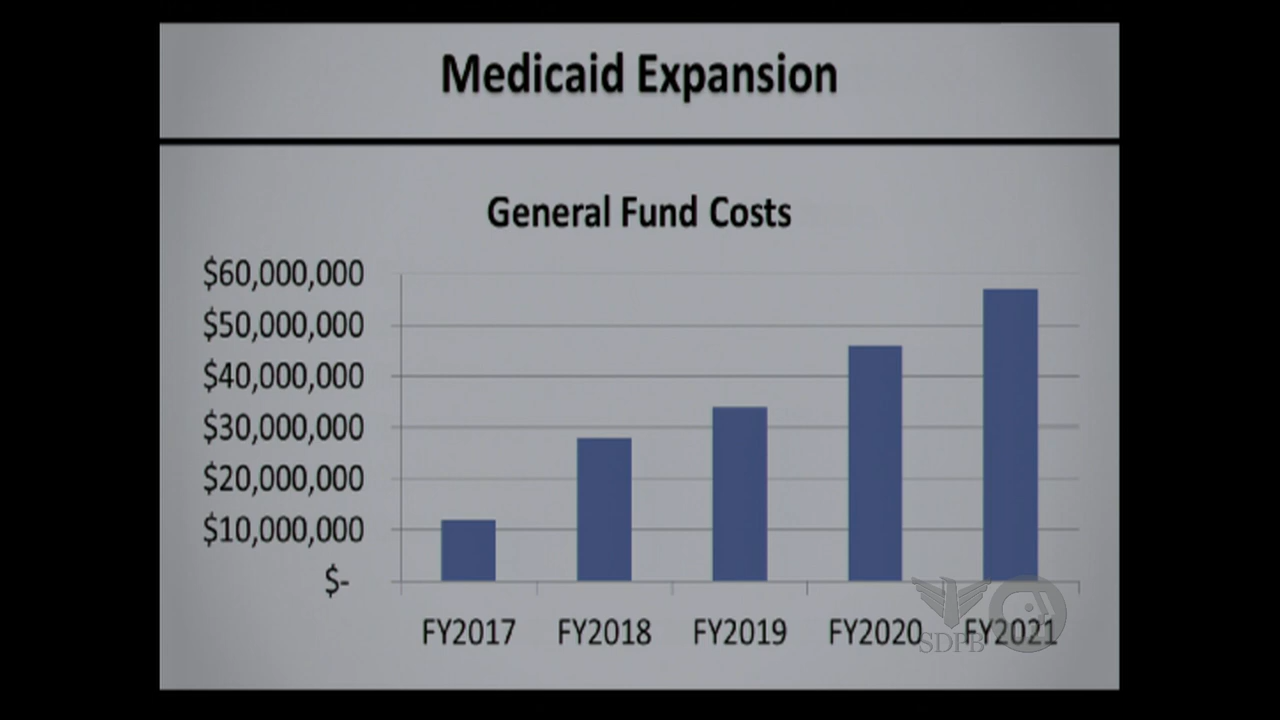 Medicaid Expansion
General Fund Costs
$60,000,000
$50,000,000
$40,000,000
$30,000,000
$20,000,000
$10,000,000
$-
FY2017 FY2018 FY2019 FY2020 FY2021
SDPB